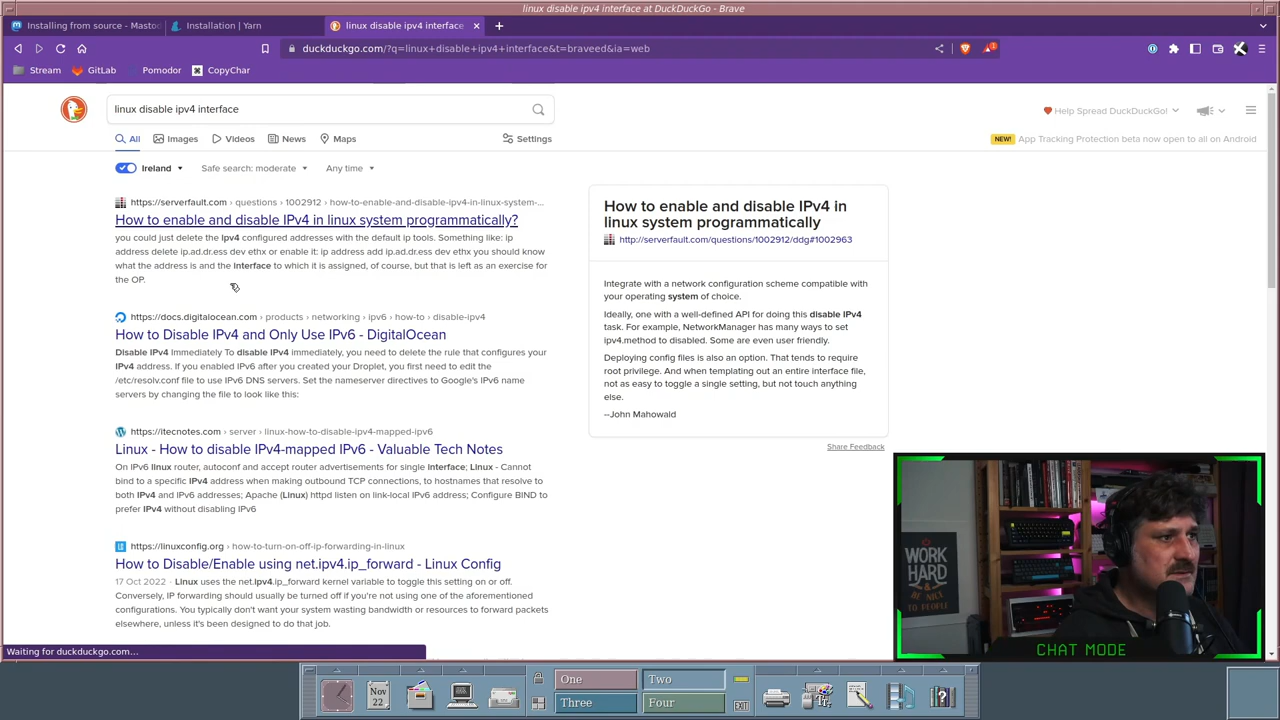 linux disable ipv4 interface at DuckDuckGo - Brave
Installing from source - Mastod
Installation | Yarn
linux disable ipv4 interface
duckduckgo.com/?q=linux+disable+ipv4+interface&t=braveed&ia=web
Stream
GitLab
Pomodor
CopyChar
linux disable ipv4 interface
Help Spread DuckDuckGo!
All
Images
Videos
News
Maps
Settings
NEW!
App Tracking Protection beta now open to all on Android
Ireland
Safe search: moderate
Any time
https://serverfault.com › questions › 1002912 › how-to-enable-and-disable-ipv4-in-linux-system-...
How to enable and disable IPv4 in linux system programmatically?
you could just delete the ipv4 configured addresses with the default ip tools. Something like: ip
address delete ip.ad.dr.ess dev ethx or enable it: ip address add ip.ad.dr.ess dev ethx you should know
what the address is and the interface to which it is assigned, of course, but that is left as an exercise for
the OP.
https://docs.digitalocean.com › products › networking › ipv6 › how-to › disable-ipv4
How to Disable IPv4 and Only Use IPv6 - DigitalOcean
Disable IPv4 Immediately To disable IPv4 immediately, you need to delete the rule that configures your
IPv4 address. If you enabled IPv6 after you created your Droplet, you first need to edit the
/etc/resolv.conf file to use IPv6 DNS servers. Set the nameserver directives to Google's IPv6 name
servers by changing the file to look like this:
https://itecnotes.com › server › linux-how-to-disable-ipv4-mapped-ipv6
Linux - How to disable IPv4-mapped IPv6 - Valuable Tech Notes
On IPv6 linux router, autoconf and accept router advertisements for single interface; Linux - Cannot
bind to a specific IPv4 address when making outbound TCP connections, to hostnames that resolve to
both IPv4 and IPv6 addresses; Apache (Linux) httpd listen on link-local IPv6 address; Configure BIND to
prefer IPv4 without disabling IPv6
https://linuxconfig.org › how-to-turn-on-off-ip-forwarding-in-linux
How to Disable/Enable using net.ipv4.ip_forward - Linux Config
17 Oct 2022 · Linux uses the net.ipv4.ip_forward kernel variable to toggle this setting on or off.
Conversely, IP forwarding should usually be turned off if you're not using one of the aforementioned
configurations. You typically don't want your system wasting bandwidth or resources to forward packets
elsewhere, unless it's been designed to do that job.
How to enable and disable IPv4 in
linux system programmatically
http://serverfault.com/questions/1002912/ddg#1002963
Integrate with a network configuration scheme compatible
with your operating system of choice.
Ideally, one with a well-defined API for doing this disable IPv4
task. For example, NetworkManager has many ways to set
ipv4.method to disabled. Some are even user friendly.
Deploying config files is also an option. That tends to require
root privilege. And when templating out an entire interface file,
not as easy to toggle a single setting, but not touch anything
else.
--John Mahowald
Share Feedback
WORK
HARD
& BE
NICE
TO PEOPLE
CHAT MODE
Waiting for duckduckgo.com...
Nov
22
One
Two
Three
Four
EXIT